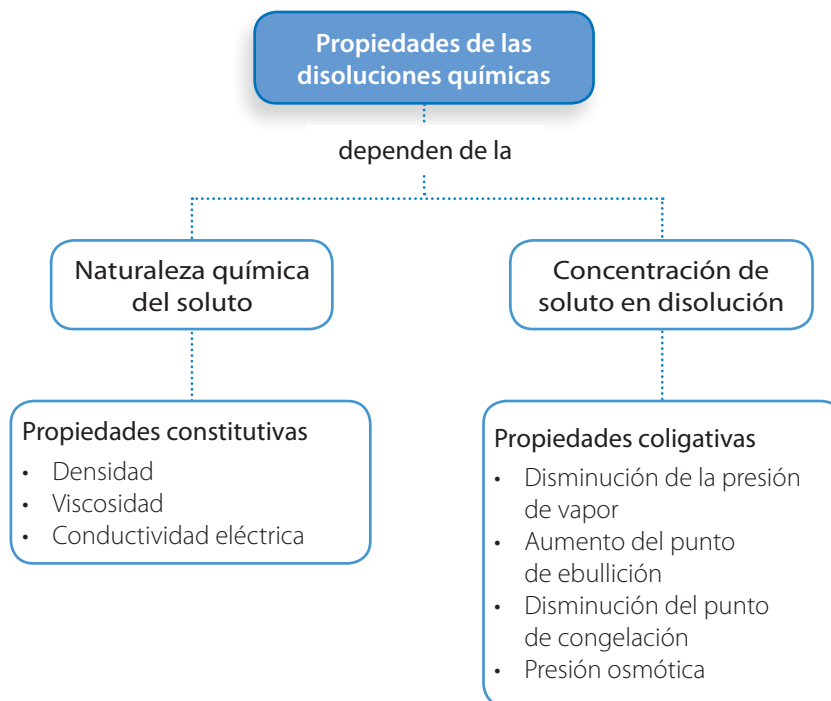 Propiedades de las
disoluciones químicas
dependen de la
Naturaleza química
del soluto
Concentración de
soluto en disolución
Propiedades constitutivas
• Densidad
• Viscosidad
• Conductividad eléctrica
Propiedades coligativas
• Disminución de la presión
de vapor
• Aumento del punto
de ebullición
• Disminución del punto
de congelación
• Presión osmótica